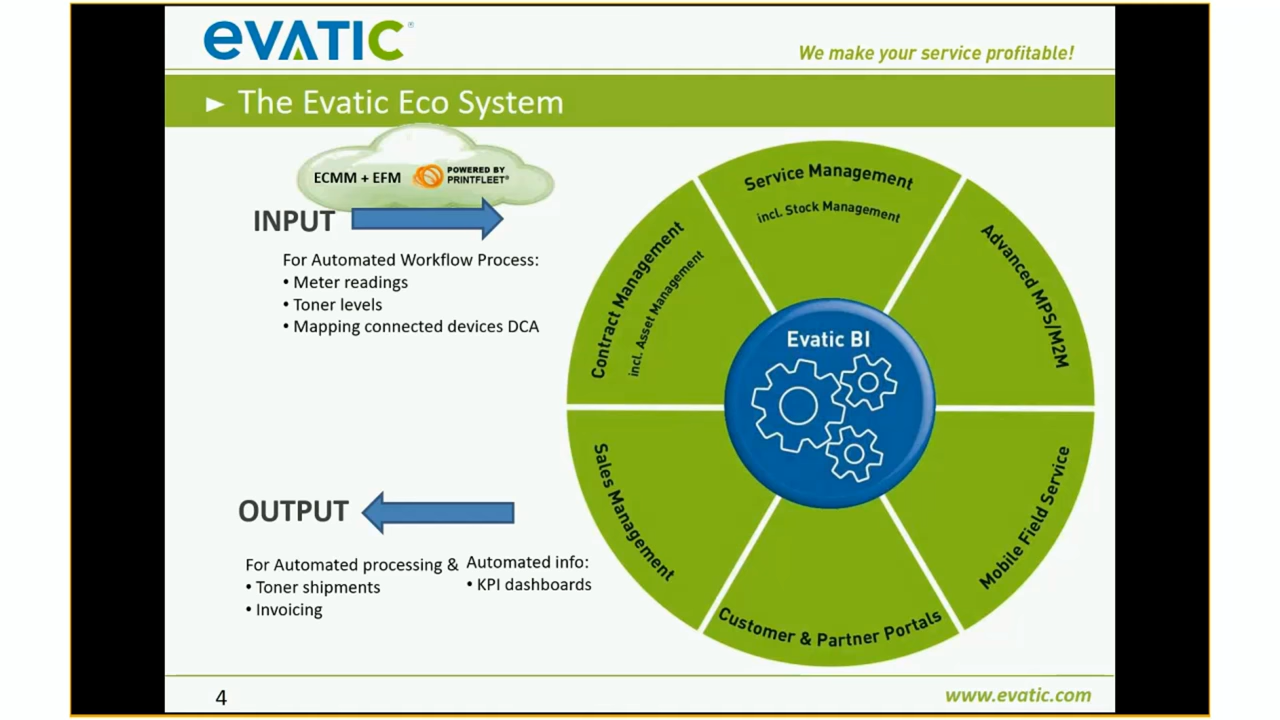 eVATIC®
We make your service profitable!
► The Evatic Eco System
ECMM + EFM
POWERED BY
PRINTFLEET®
INPUT
For Automated Workflow Process:
• Meter readings
• Toner levels
• Mapping connected devices DCA
OUTPUT
For Automated processing &
• Toner shipments
• Invoicing
Automated info:
• KPI dashboards
Service Management
incl. Stock Management
Advanced MPS/M2M
Mobile Field Service
Customer & Partner Portals
Sales Management
Contract Management
incl. Asset Management
Evatic BI
4
www.evatic.com